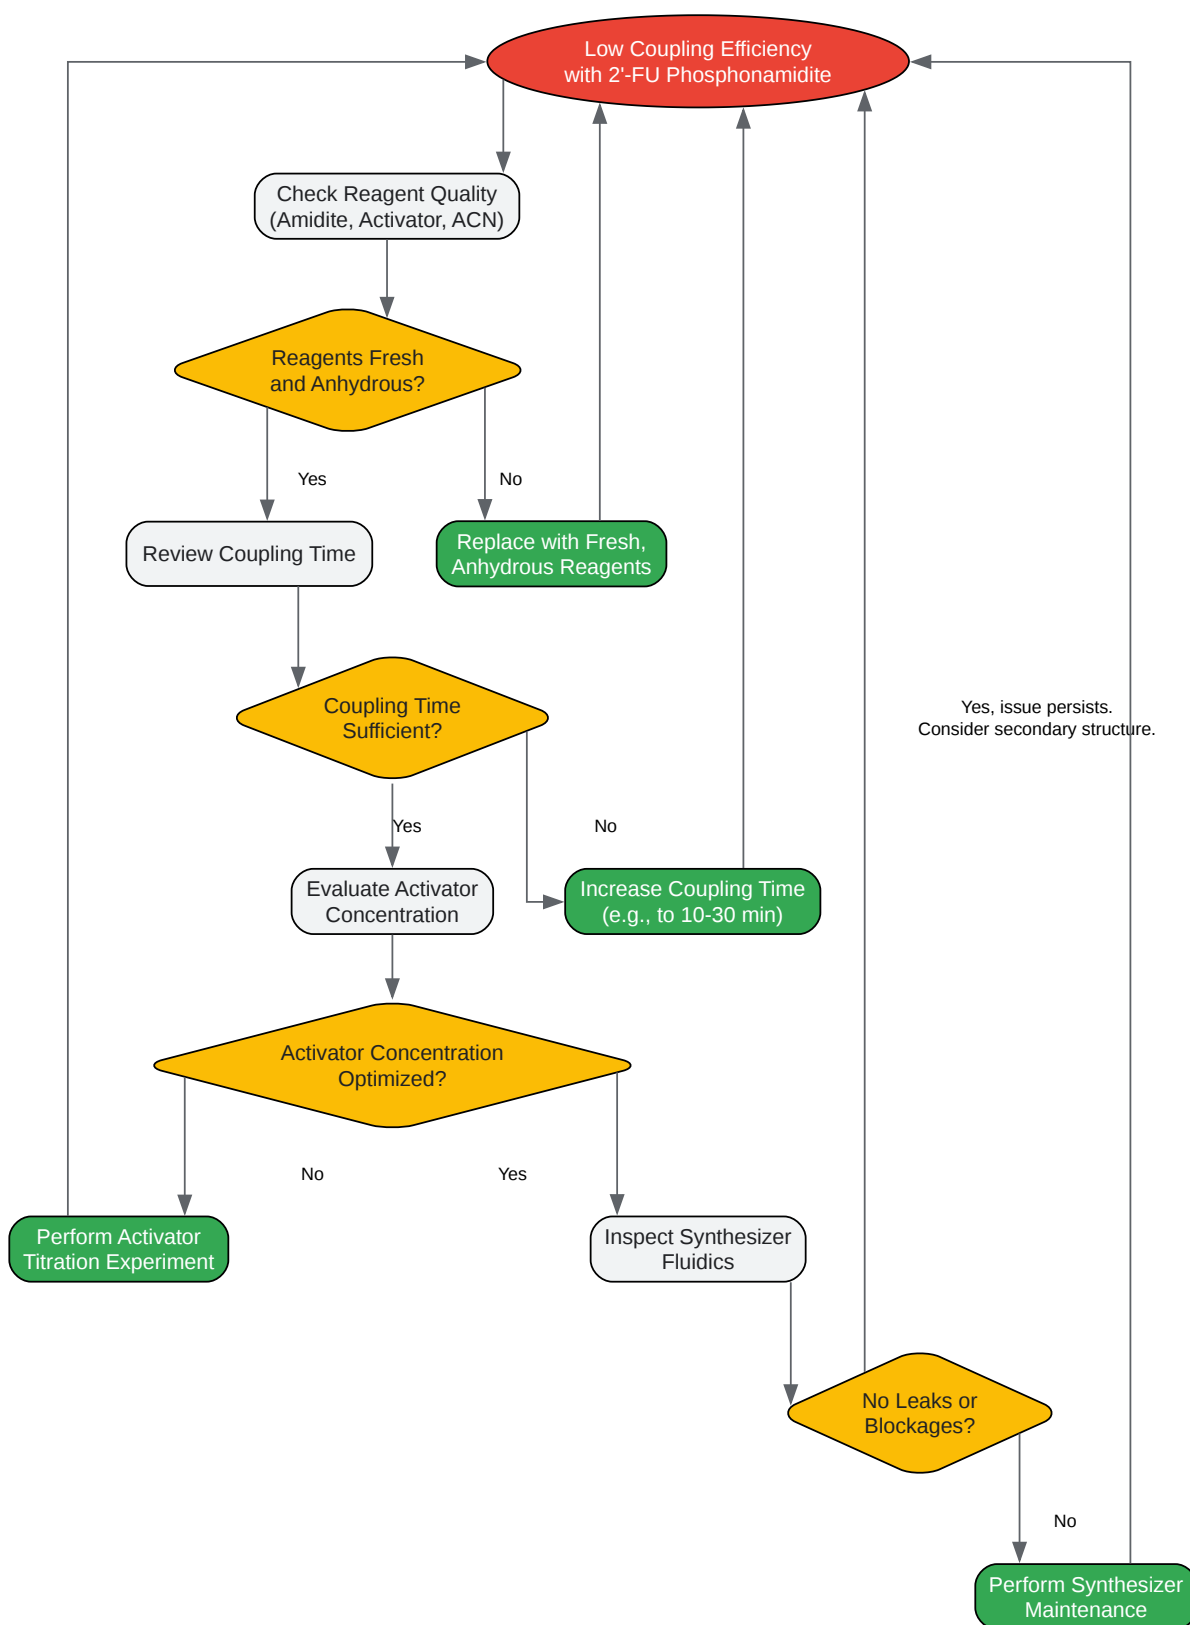 Low Coupling Efficiency
with 2'-FU Phosphonamidite
Check Reagent Quality
(Amidite, Activator, ACN)
Reagents Fresh
and Anhydrous?
Yes
No
Review Coupling Time
Replace with Fresh,
Anhydrous Reagents
Coupling Time
Sufficient?
Yes, issue persists.
Consider secondary structure.
Yes
No
Evaluate Activator
Concentration
Increase Coupling Time
(e.g., to 10-30 min)
Activator Concentration
Optimized?
No
Yes
Perform Activator
Titration Experiment
Inspect Synthesizer
Fluidics
No Leaks or
Blockages?
No
Perform Synthesizer
Maintenance